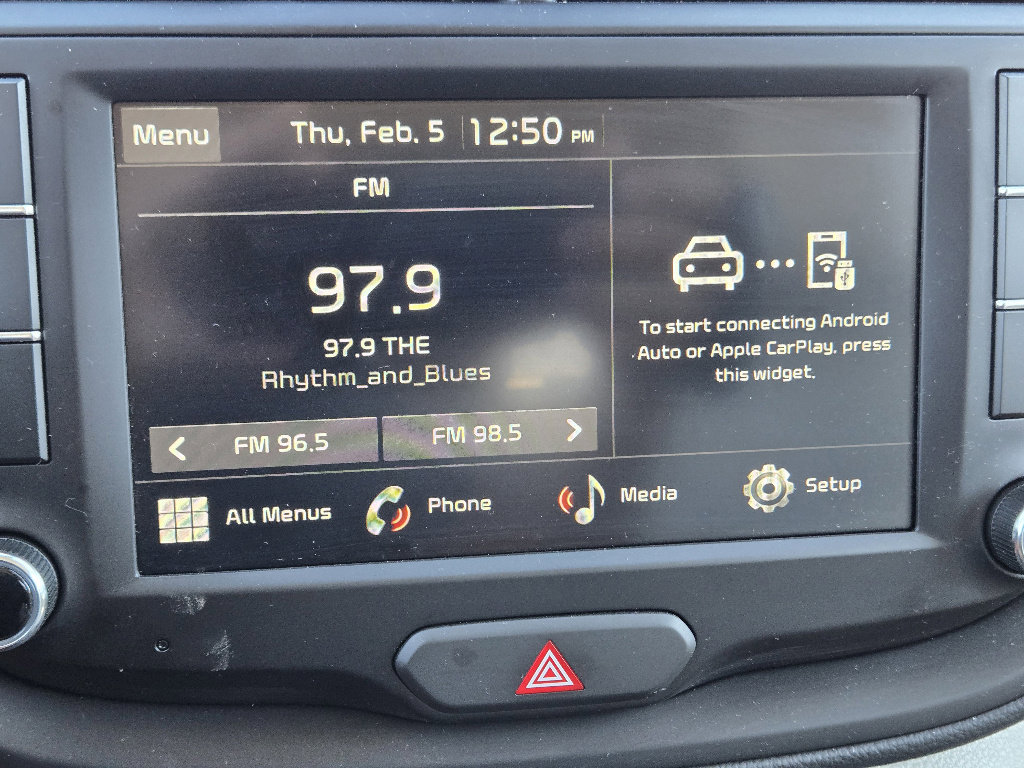 Menu
Thu, Feb. 5
12:50 PM
FM
97.9
97.9 THE
Rhythm_and_Blues
FM 96.5
FM 98.5
To start connecting Android
Auto or Apple CarPlay, press
this widget.
All Menus
Phone
Media
Setup